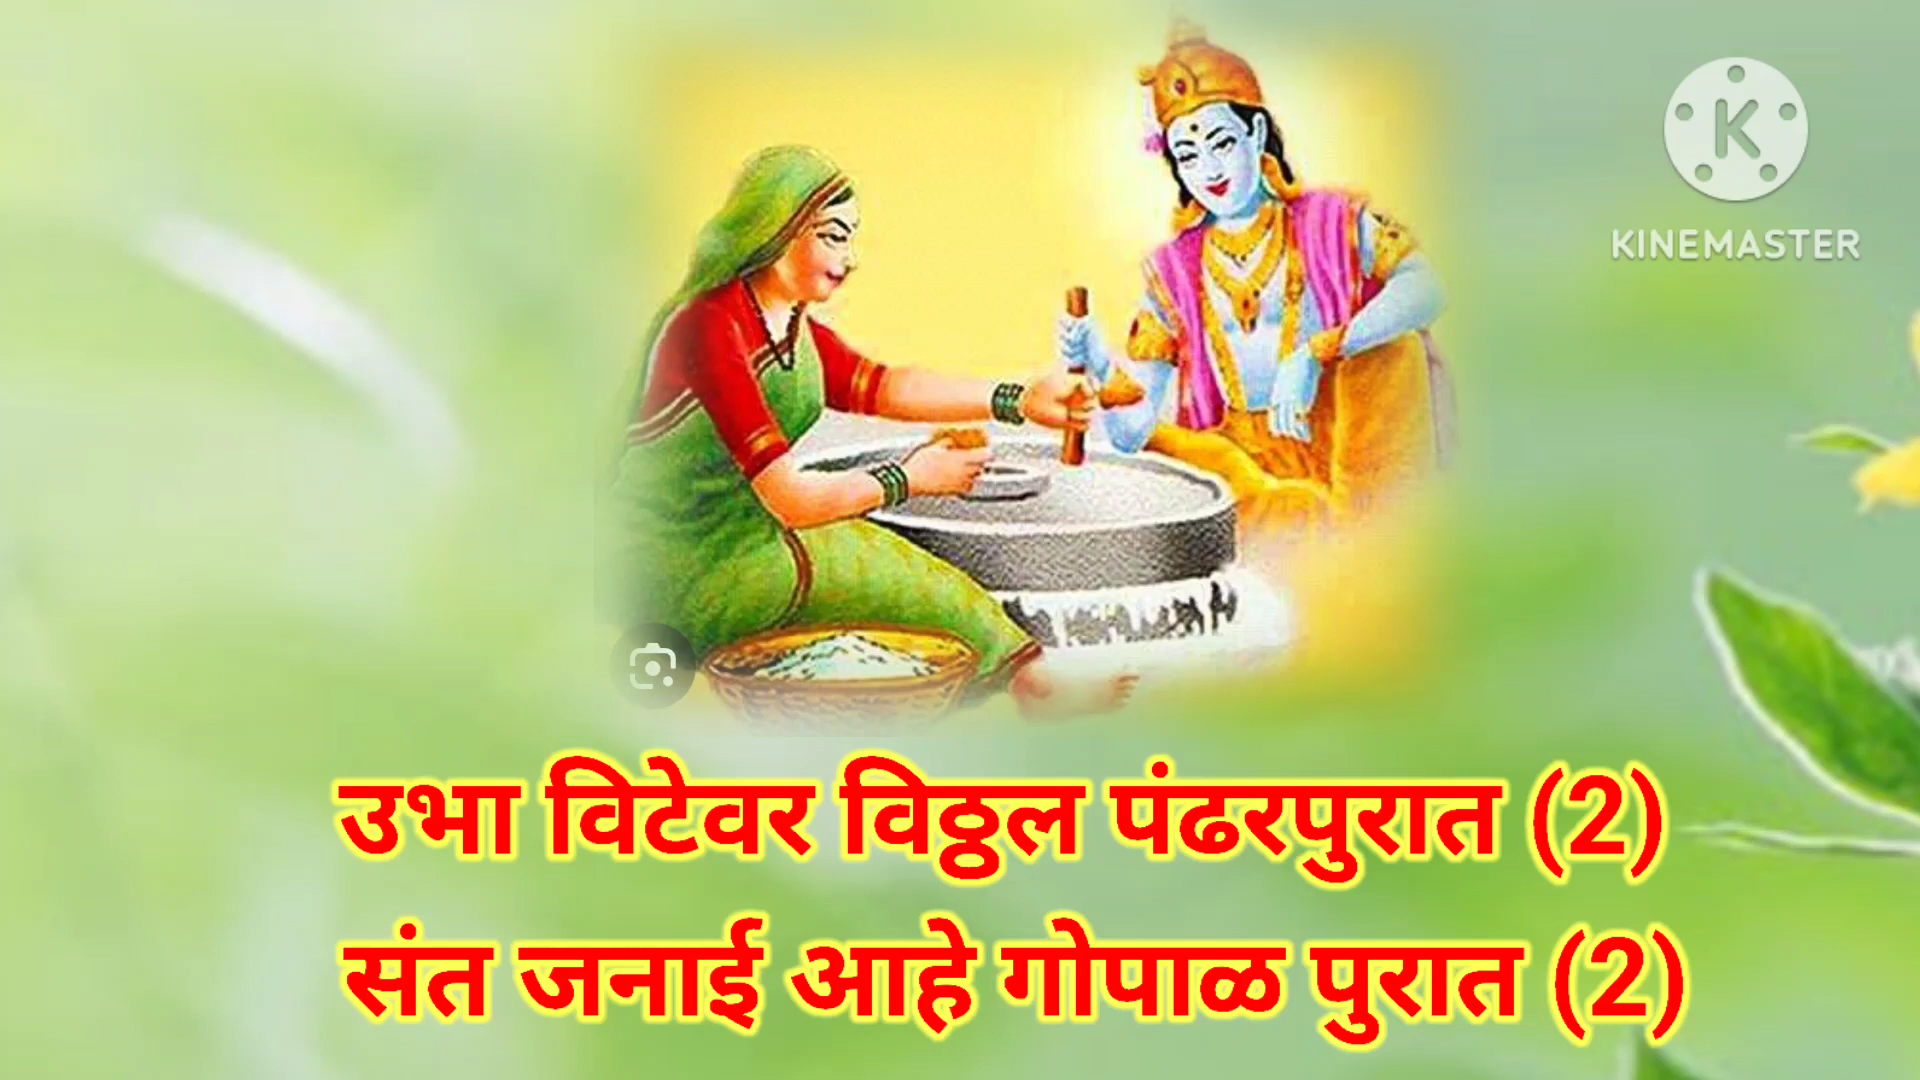 KINEMASTER
उभा विटेवर विठ्ठल पंढरपुरात (2)
संत जनाई आहे गोपाळ पुरात (2)